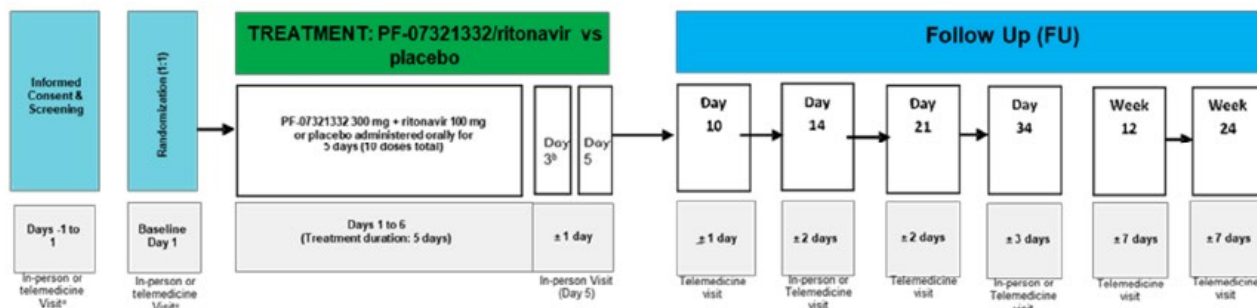 TREATMENT: PF-07321332/ritonavir vs
placebo
Follow Up (FU)
Informed
Consent &
Screening
Randomization (1:1)
PF-07321332 300 mg + ritonavir 100 mg
or placebo administered orally for
5 days (10 doses total)
Day
3ᵇ
Day
5
Day
10
Day
14
Day
21
Day
34
Week
12
Week
24
Days -1 to
1
Baseline
Day 1
Days 1 to 6
(Treatment duration: 5 days)
± 1 day
± 1 day
± 2 days
± 2 days
± 3 days
± 7 days
± 7 days
In-person or
telemedicine
Visitᵃ
In-person or
telemedicine
Visitᵃ
In-person Visit
(Day 5)
Telemedicine
visit
In-person or
Telemedicine
visit
Telemedicine
visit
In-person or
Telemedicine
visit
Telemedicine
visit
Telemedicine
visit